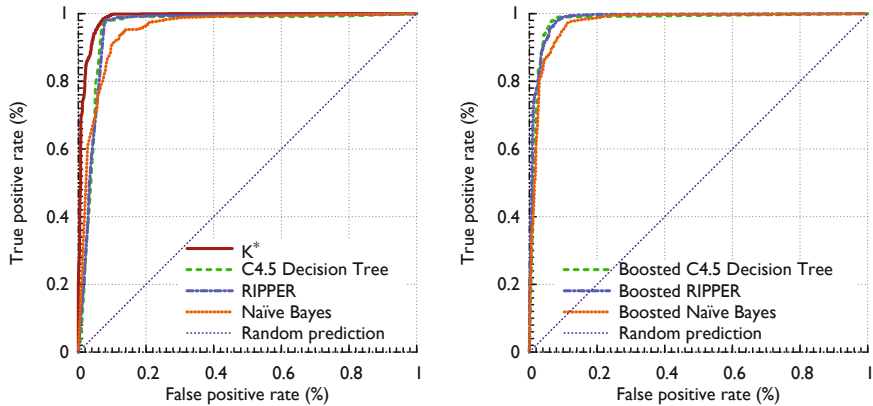 1
0.8
0.6
0.4
0.2
0
True positive rate (%)
K*
C4.5 Decision Tree
RIPPER
Naïve Bayes
Random prediction
0 0.2 0.4 0.6 0.8 1
False positive rate (%)
1
0.8
0.6
0.4
0.2
0
True positive rate (%)
Boosted C4.5 Decision Tree
Boosted RIPPER
Boosted Naïve Bayes
Random prediction
0 0.2 0.4 0.6 0.8 1
False positive rate (%)